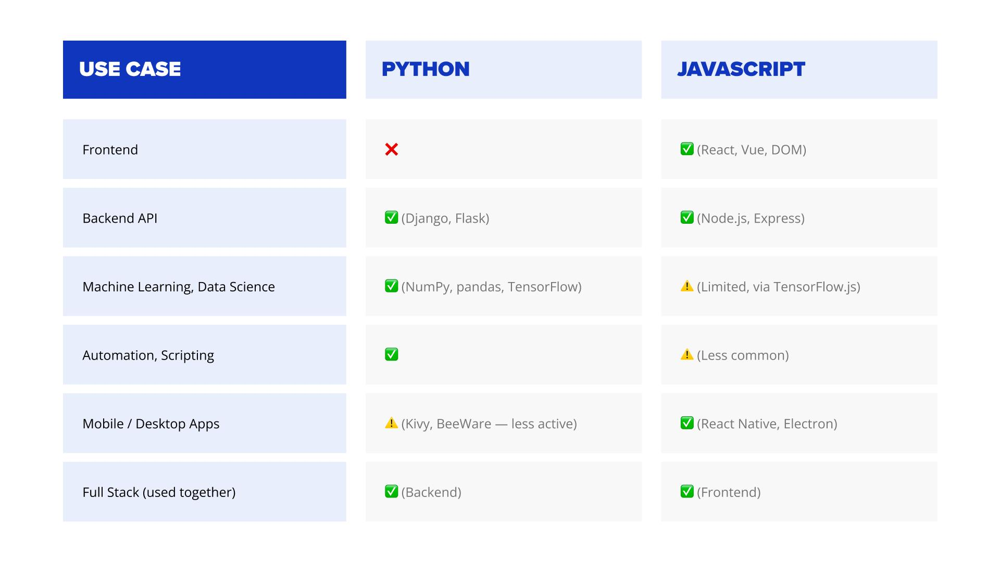 USE CASE PYTHON JAVASCRIPT
Frontend ❌ ✅ (React, Vue, DOM)
Backend API ✅ (Django, Flask) ✅ (Node.js, Express)
Machine Learning, Data Science ✅ (NumPy, pandas, TensorFlow) ⚠️ (Limited, via TensorFlow.js)
Automation, Scripting ✅ ⚠️ (Less common)
Mobile / Desktop Apps ⚠️ (Kivy, BeeWare — less active) ✅ (React Native, Electron)
Full Stack (used together) ✅ (Backend) ✅ (Frontend)